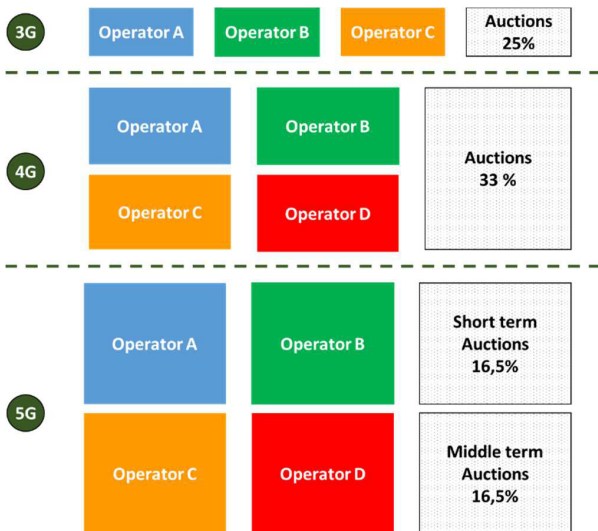 3G
Operator A
Operator B
Operator C
Auctions
25%
4G
Operator A
Operator B
Auctions
33 %
Operator C
Operator D
5G
Operator A
Operator B
Short term
Auctions
16,5%
Operator C
Operator D
Middle term
Auctions
16,5%